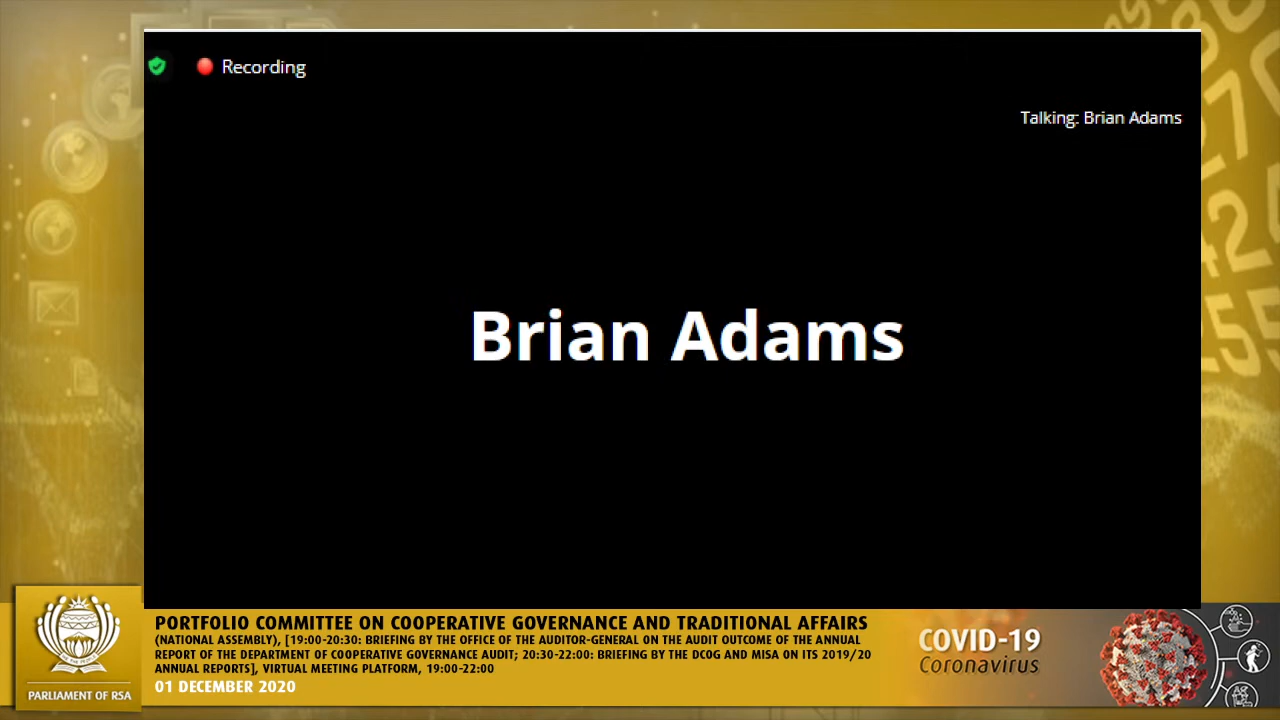 Recording
Talking: Brian Adams
Brian Adams
PORTFOLIO COMMITTEE ON COOPERATIVE GOVERNANCE AND TRADITIONAL AFFAIRS
(NATIONAL ASSEMBLY), [19:00-20:30: BRIEFING BY THE OFFICE OF THE AUDITOR-GENERAL ON THE AUDIT OUTCOME OF THE ANNUAL
REPORT OF THE DEPARTMENT OF COOPERATIVE GOVERNANCE AUDIT; 20:30-22:00: BRIEFING BY THE DCOG AND MISA ON ITS 2019/20
ANNUAL REPORTS], VIRTUAL MEETING PLATFORM, 19:00-22:00
01 DECEMBER 2020
PARLIAMENT OF RSA
COVID-19
Coronavirus